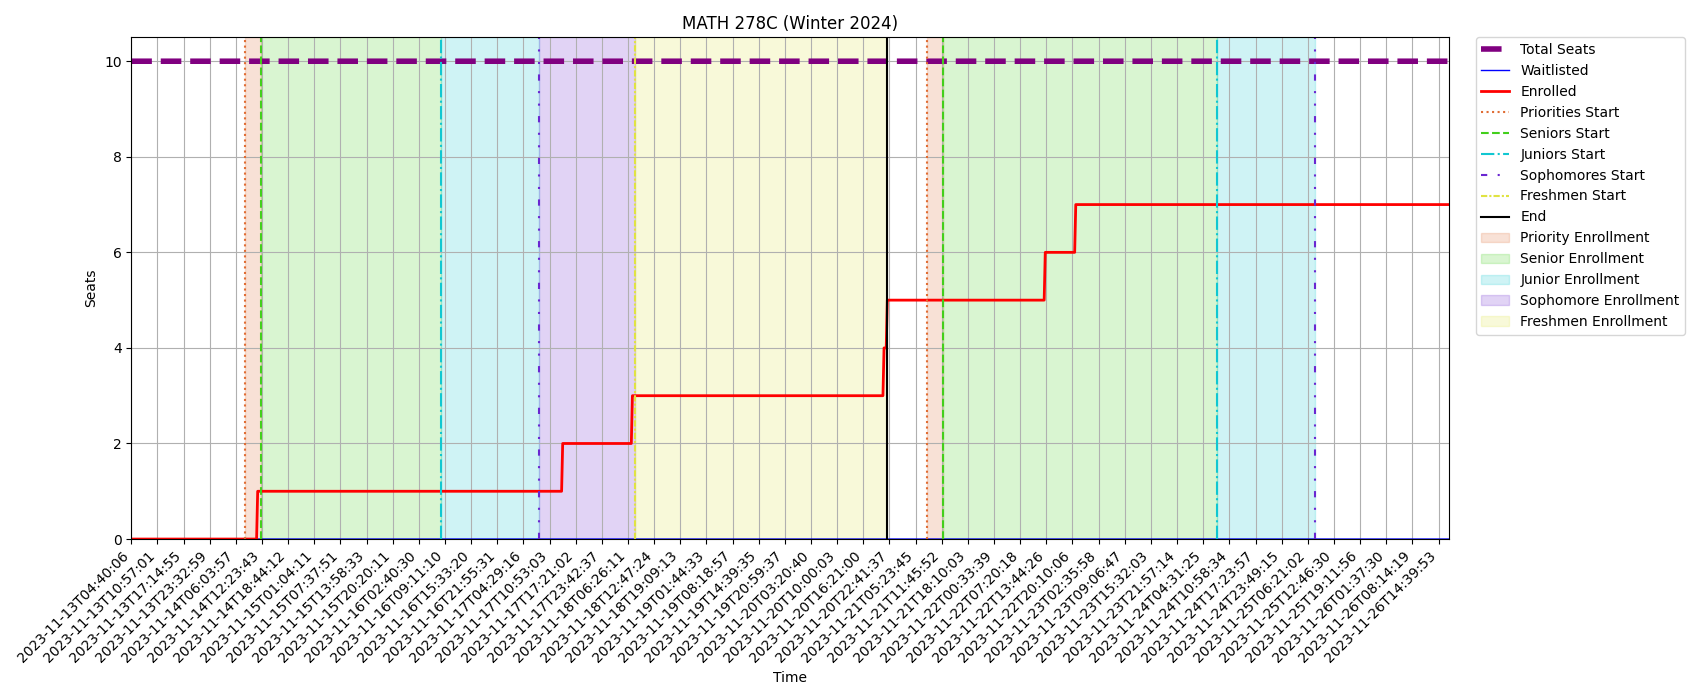 MATH 278C (Winter 2024)
10
8
6
4
2
0
Seats
2023-11-13T04:40:06
2023-11-13T10:57:01
2023-11-13T17:14:55
2023-11-13T23:32:59
2023-11-14T06:03:57
2023-11-14T12:23:43
2023-11-14T18:44:12
2023-11-15T01:04:11
2023-11-15T07:37:51
2023-11-15T13:58:33
2023-11-15T20:20:11
2023-11-16T02:40:30
2023-11-16T09:11:10
2023-11-16T15:33:20
2023-11-16T21:55:31
2023-11-17T04:29:16
2023-11-17T10:53:03
2023-11-17T17:21:02
2023-11-17T23:42:37
2023-11-18T06:26:11
2023-11-18T12:47:24
2023-11-18T19:09:13
2023-11-19T01:44:33
2023-11-19T08:18:57
2023-11-19T14:39:35
2023-11-19T20:59:37
2023-11-20T03:20:40
2023-11-20T10:00:03
2023-11-20T16:21:00
2023-11-20T22:41:37
2023-11-21T05:23:45
2023-11-21T11:45:52
2023-11-21T18:10:03
2023-11-22T00:33:39
2023-11-22T07:20:18
2023-11-22T13:44:26
2023-11-22T20:10:06
2023-11-23T02:35:58
2023-11-23T09:06:47
2023-11-23T15:32:03
2023-11-23T21:57:14
2023-11-24T04:31:25
2023-11-24T10:58:34
2023-11-24T17:23:57
2023-11-24T23:49:15
2023-11-25T06:21:02
2023-11-25T12:46:30
2023-11-25T19:11:56
2023-11-26T01:37:30
2023-11-26T08:14:19
2023-11-26T14:39:53
Time
Total Seats
Waitlisted
Enrolled
Priorities Start
Seniors Start
Juniors Start
Sophomores Start
Freshmen Start
End
Priority Enrollment
Senior Enrollment
Junior Enrollment
Sophomore Enrollment
Freshmen Enrollment